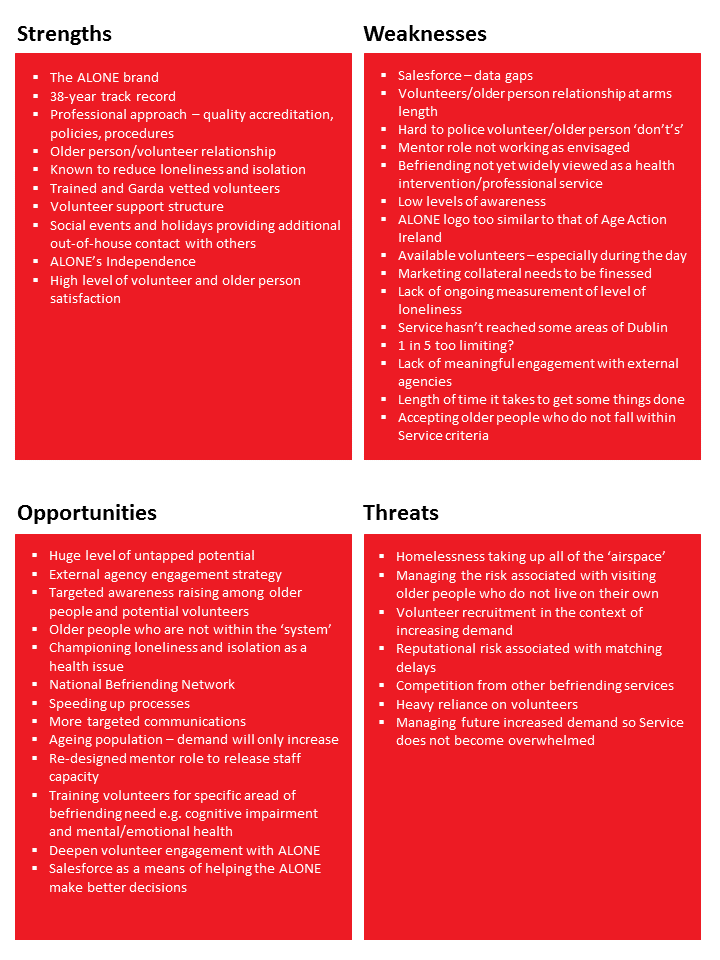 Strengths
▪ The ALONE brand
▪ 38-year track record
▪ Professional approach – quality accreditation,
policies, procedures
▪ Older person/volunteer relationship
▪ Known to reduce loneliness and isolation
▪ Trained and Garda vetted volunteers
▪ Volunteer support structure
▪ Social events and holidays providing additional
out-of-house contact with others
▪ ALONE’s Independence
▪ High level of volunteer and older person
satisfaction
Weaknesses
▪ Salesforce – data gaps
▪ Volunteers/older person relationship at arms
length
▪ Hard to police volunteer/older person ‘don’t’s’
▪ Mentor role not working as envisaged
▪ Befriending not yet widely viewed as a health
intervention/professional service
▪ Low levels of awareness
▪ ALONE logo too similar to that of Age Action
Ireland
▪ Available volunteers – especially during the day
▪ Marketing collateral needs to be finessed
▪ Lack of ongoing measurement of level of
loneliness
▪ Service hasn’t reached some areas of Dublin
▪ 1 in 5 too limiting?
▪ Lack of meaningful engagement with external
agencies
▪ Length of time it takes to get some things done
▪ Accepting older people who do not fall within
Service criteria
Opportunities
▪ Huge level of untapped potential
▪ External agency engagement strategy
▪ Targeted awareness raising among older
people and potential volunteers
▪ Older people who are not within the ‘system’
▪ Championing loneliness and isolation as a
health issue
▪ National Befriending Network
▪ Speeding up processes
▪ More targeted communications
▪ Ageing population – demand will only increase
▪ Re-designed mentor role to release staff
capacity
▪ Training volunteers for specific aread of
befriending need e.g. cognitive impairment
and mental/emotional health
▪ Deepen volunteer engagement with ALONE
▪ Salesforce as a means of helping the ALONE
make better decisions
Threats
▪ Homelessness taking up all of the ‘airspace’
▪ Managing the risk associated with visiting
older people who do not live on their own
▪ Volunteer recruitment in the context of
increasing demand
▪ Reputational risk associated with matching
delays
▪ Competition from other befriending services
▪ Heavy reliance on volunteers
▪ Managing future increased demand so Service
does not become overwhelmed